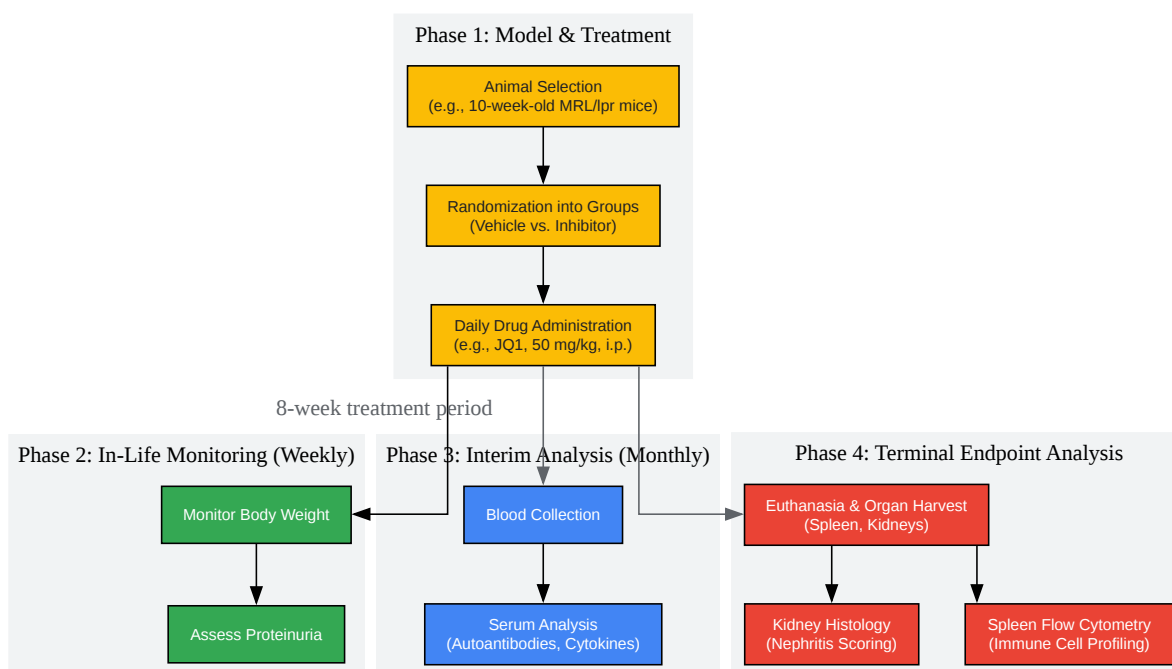 Phase 1: Model & Treatment
Animal Selection
(e.g., 10-week-old MRL/lpr mice)
Randomization into Groups
(Vehicle vs. Inhibitor)
Daily Drug Administration
(e.g., JQ1, 50 mg/kg, i.p.)
8-week treatment period
Phase 2: In-Life Monitoring (Weekly)
Monitor Body Weight
Assess Proteinuria
Phase 3: Interim Analysis (Monthly)
Blood Collection
Serum Analysis
(Autoantibodies, Cytokines)
Phase 4: Terminal Endpoint Analysis
Euthanasia & Organ Harvest
(Spleen, Kidneys)
Kidney Histology
(Nephritis Scoring)
Spleen Flow Cytometry
(Immune Cell Profiling)